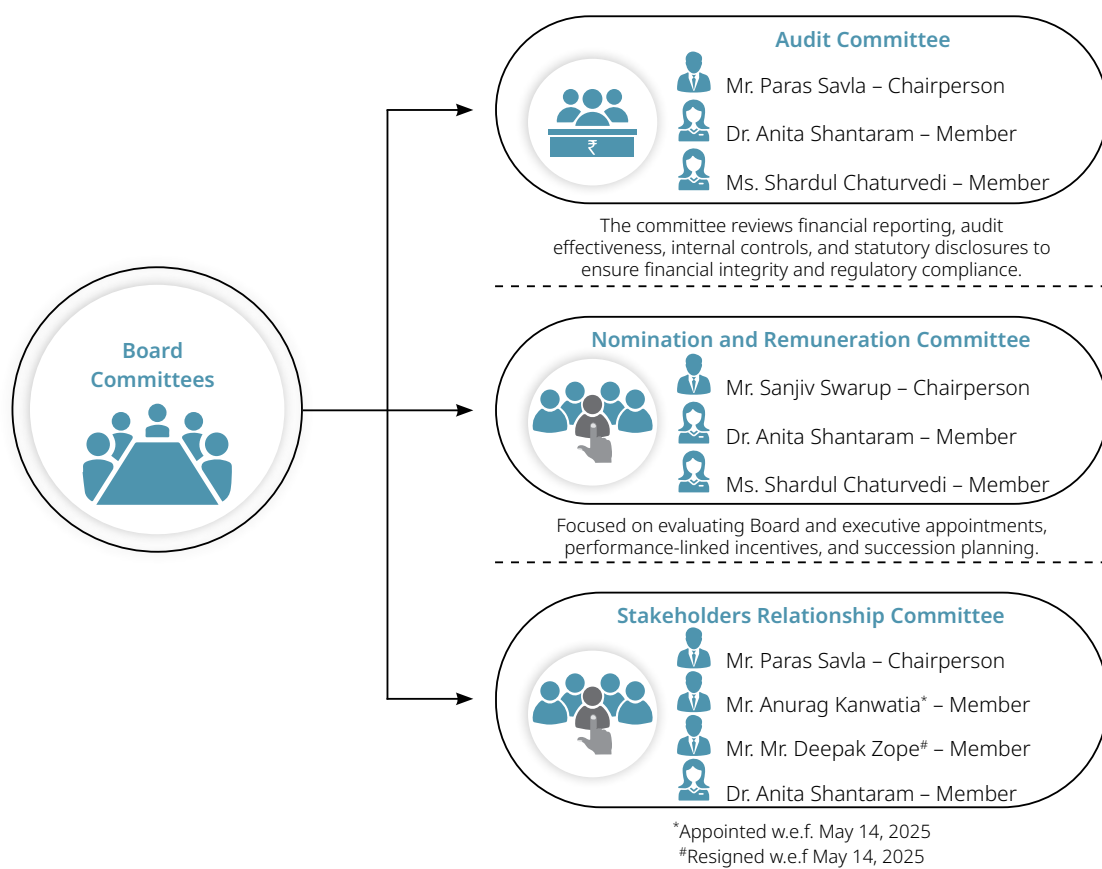 Board
Committees
Audit Committee
Mr. Paras Savla – Chairperson
Dr. Anita Shantaram – Member
Ms. Shardul Chaturvedi – Member
₹
The committee reviews financial reporting, audit
effectiveness, internal controls, and statutory disclosures to
ensure financial integrity and regulatory compliance.
Nomination and Remuneration Committee
Mr. Sanjiv Swarup – Chairperson
Dr. Anita Shantaram – Member
Ms. Shardul Chaturvedi – Member
Focused on evaluating Board and executive appointments,
performance-linked incentives, and succession planning.
Stakeholders Relationship Committee
Mr. Paras Savla – Chairperson
Mr. Anurag Kanwatia* – Member
Mr. Mr. Deepak Zope# – Member
Dr. Anita Shantaram – Member
*Appointed w.e.f. May 14, 2025
#Resigned w.e.f May 14, 2025